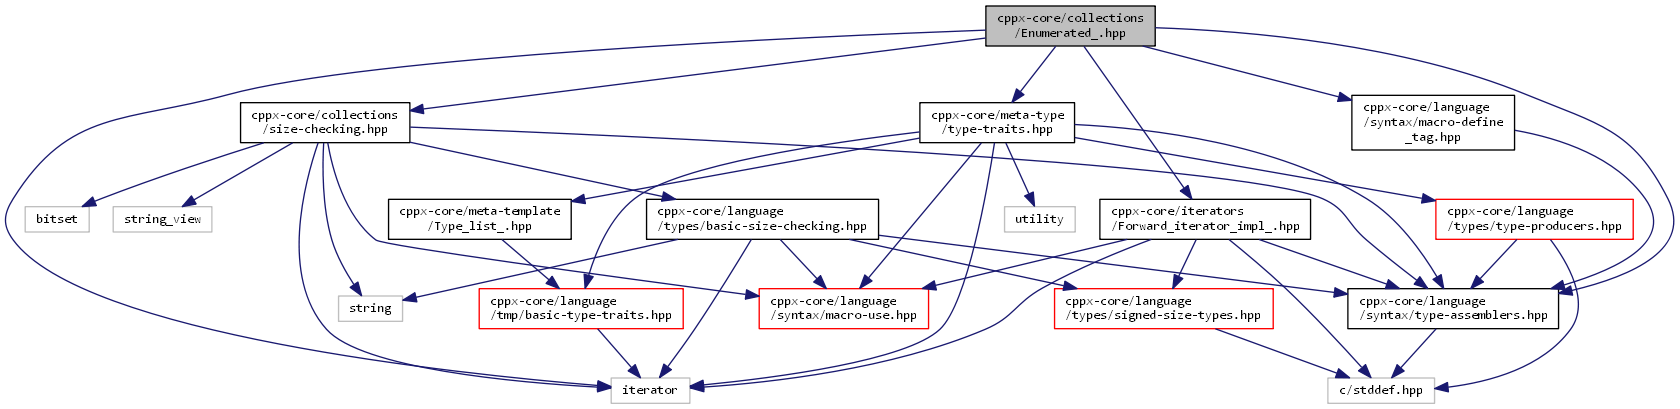 cppx-core/collections
/Enumerated_.hpp
cppx-core/collections
/size-checking.hpp
cppx-core/meta-type
/type-traits.hpp
cppx-core/language
/syntax/macro-define
_tag.hpp
bitset
string_view
cppx-core/meta-template
/Type_list_.hpp
cppx-core/language
/types/basic-size-checking.hpp
utility
cppx-core/iterators
/Forward_iterator_impl_.hpp
cppx-core/language
/types/type-producers.hpp
string
cppx-core/language
/tmp/basic-type-traits.hpp
cppx-core/language
/syntax/macro-use.hpp
cppx-core/language
/types/signed-size-types.hpp
cppx-core/language
/syntax/type-assemblers.hpp
iterator
c/stddef.hpp